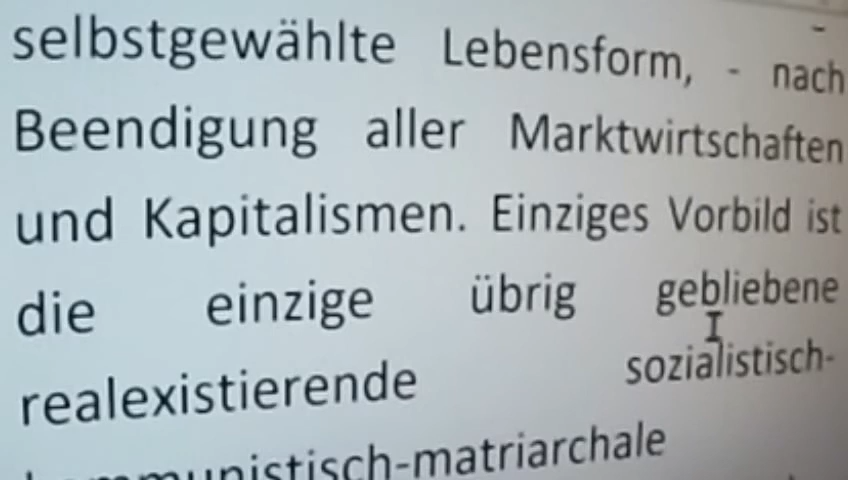 selbstgewählte Lebensform, - nach
Beendigung aller Marktwirtschaften
und Kapitalismen. Einziges Vorbild ist
die einzige übrig gebliebene
realexistierende sozialistisch-
kommunistisch-matriarchale